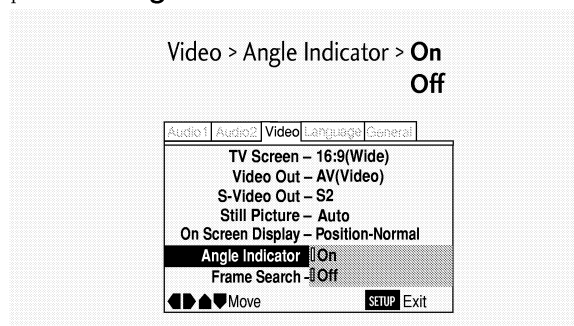 Video > Angle Indicator > On
Off
Audio1 Audio2 Video Language General
TV Screen – 16:9(Wide)
Video Out – AV(Video)
S-Video Out – S2
Still Picture – Auto
On Screen Display – Position-Normal
Angle Indicator On
Frame Search - Off
Move SETUP Exit